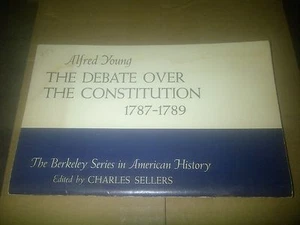 Alfred Young
THE DEBATE OVER
THE CONSTITUTION
1787-1789
The Berkeley Series in American History
Edited by CHARLES SELLERS